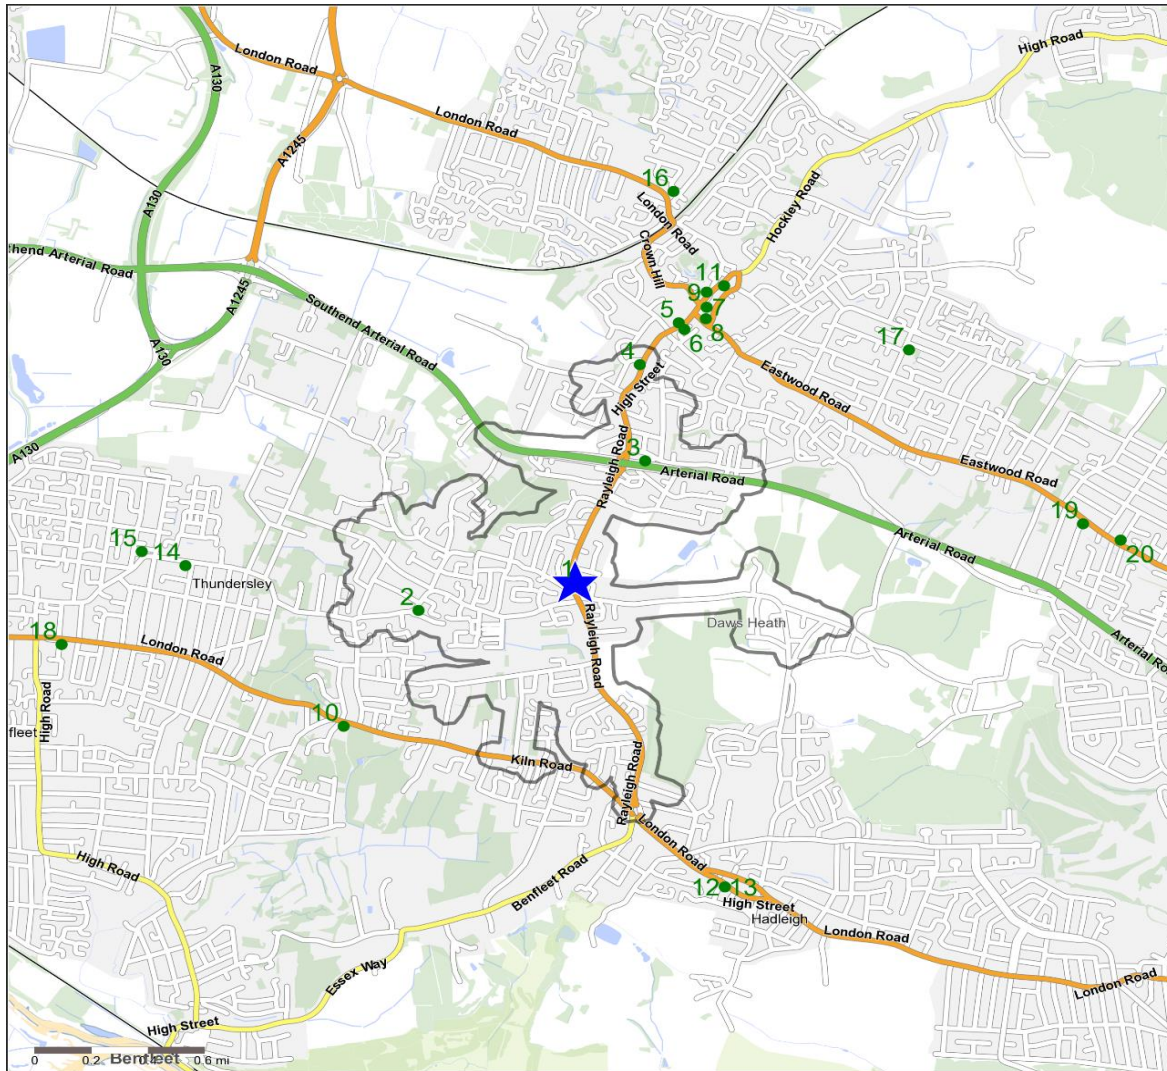 High Road
London Road
A130
London Road
A1245
16
London Road
Hockley Road
A130
Crown Hill
thend Arterial Road
A1245
11
9
7
Southend Arterial Road
5
8
6
17
A130
4
High Street
Eastwood Road
A130
3
Rayleigh Road
Arterial Road
Eastwood Road
19
Arterial Road
20
15
14
Thundersley
1
2
Rayleigh Road
Daws Heath
18
London Road
Arterial Ro
High Road
fleet
10
Kiln Road
Rayleigh Road
London Road
High Road
Benfleet Road
12
13
High Street
Hadleigh
London Road
Essex Way
London Road
High Street
Benfleet
0
0.2
0.6 mi